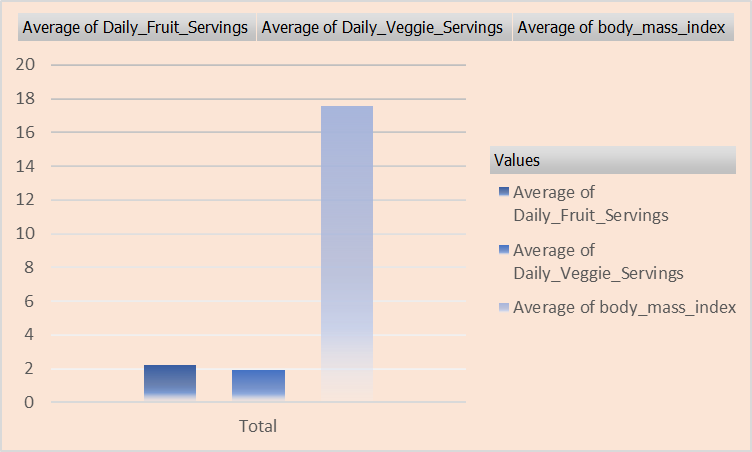 Average of Daily_Fruit_Servings Average of Daily_Veggie_Servings Average of body_mass_index
20
18
16
14
12
10
8
6
4
2
0
Total
Values
Average of
Daily_Fruit_Servings
Average of
Daily_Veggie_Servings
Average of body_mass_index